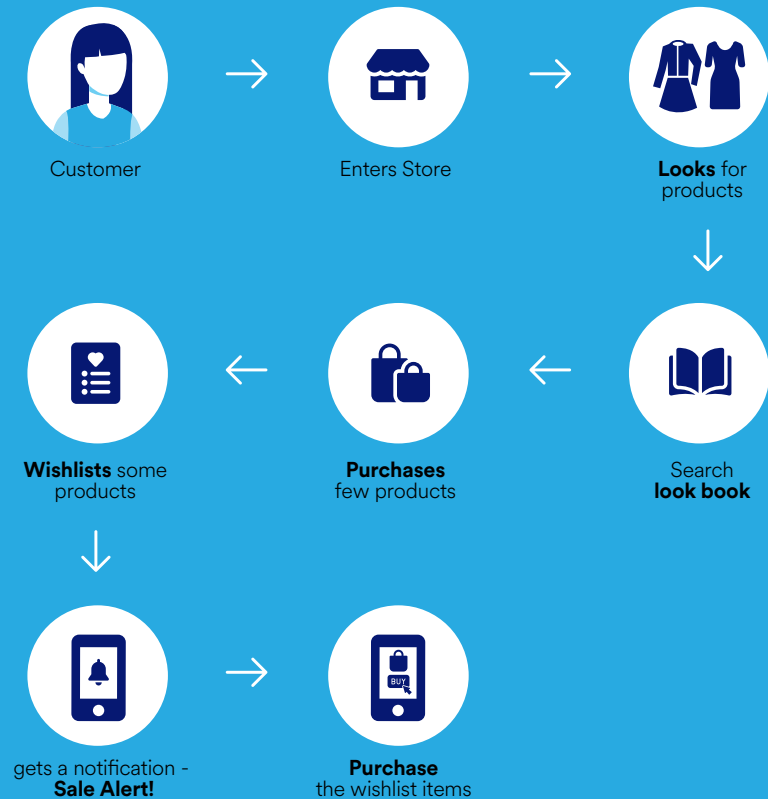 Customer
Enters Store
Looks for
products
Search
look book
Purchases
few products
Wishlists some
products
gets a notification -
Sale Alert!
BUY
Purchase
the wishlist items